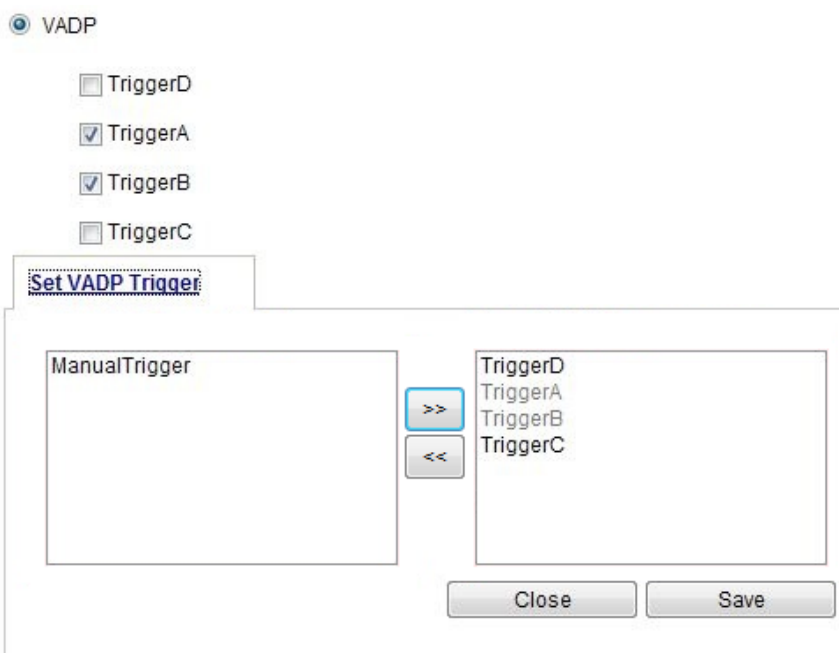 VADP
TriggerD
TriggerA
TriggerB
TriggerC
Set VADP Trigger
ManualTrigger
>>
<<
TriggerD
TriggerA
TriggerB
TriggerC
Close
Save